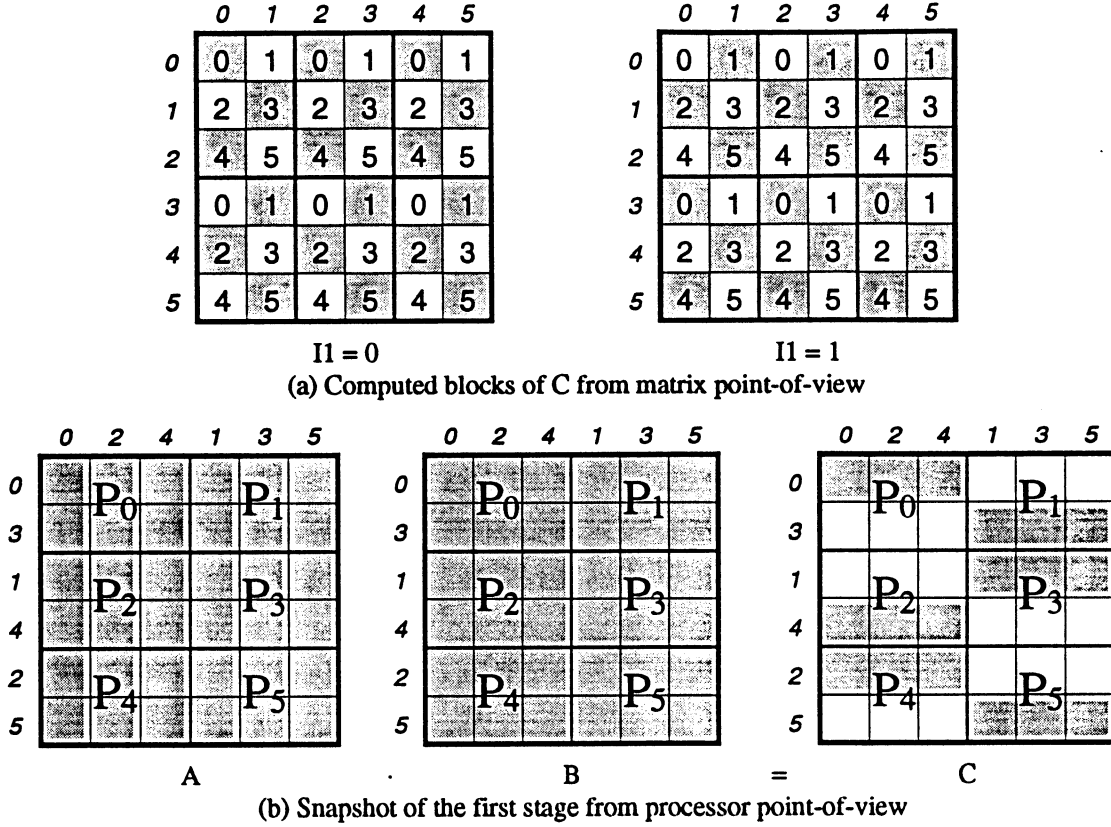 0 1 2 3 4 5 0 1 2 3 4 5
0 0 1 0 1 0 1 0 0 1 0 1 0 1
1 2 3 2 3 2 3 1 2 3 2 3 2 3
2 4 5 4 5 4 5 2 4 5 4 5 4 5
3 0 1 0 1 0 1 3 0 1 0 1 0 1
4 2 3 2 3 2 3 4 2 3 2 3 2 3
5 4 5 4 5 4 5 5 4 5 4 5 4 5
I1 = 0 I1 = 1
(a) Computed blocks of C from matrix point-of-view
0 2 4 1 3 5 0 2 4 1 3 5 0 2 4 1 3 5
0 0 0
P0 P1 P0 P1 P0 P1
3 3 3
1 1 1
P2 P3 P2 P3 P2 P3
4 4 4
2 2 2
P4 P5 P4 P5 P4 P5
5 5 5
A . B = C
(b) Snapshot of the first stage from processor point-of-view